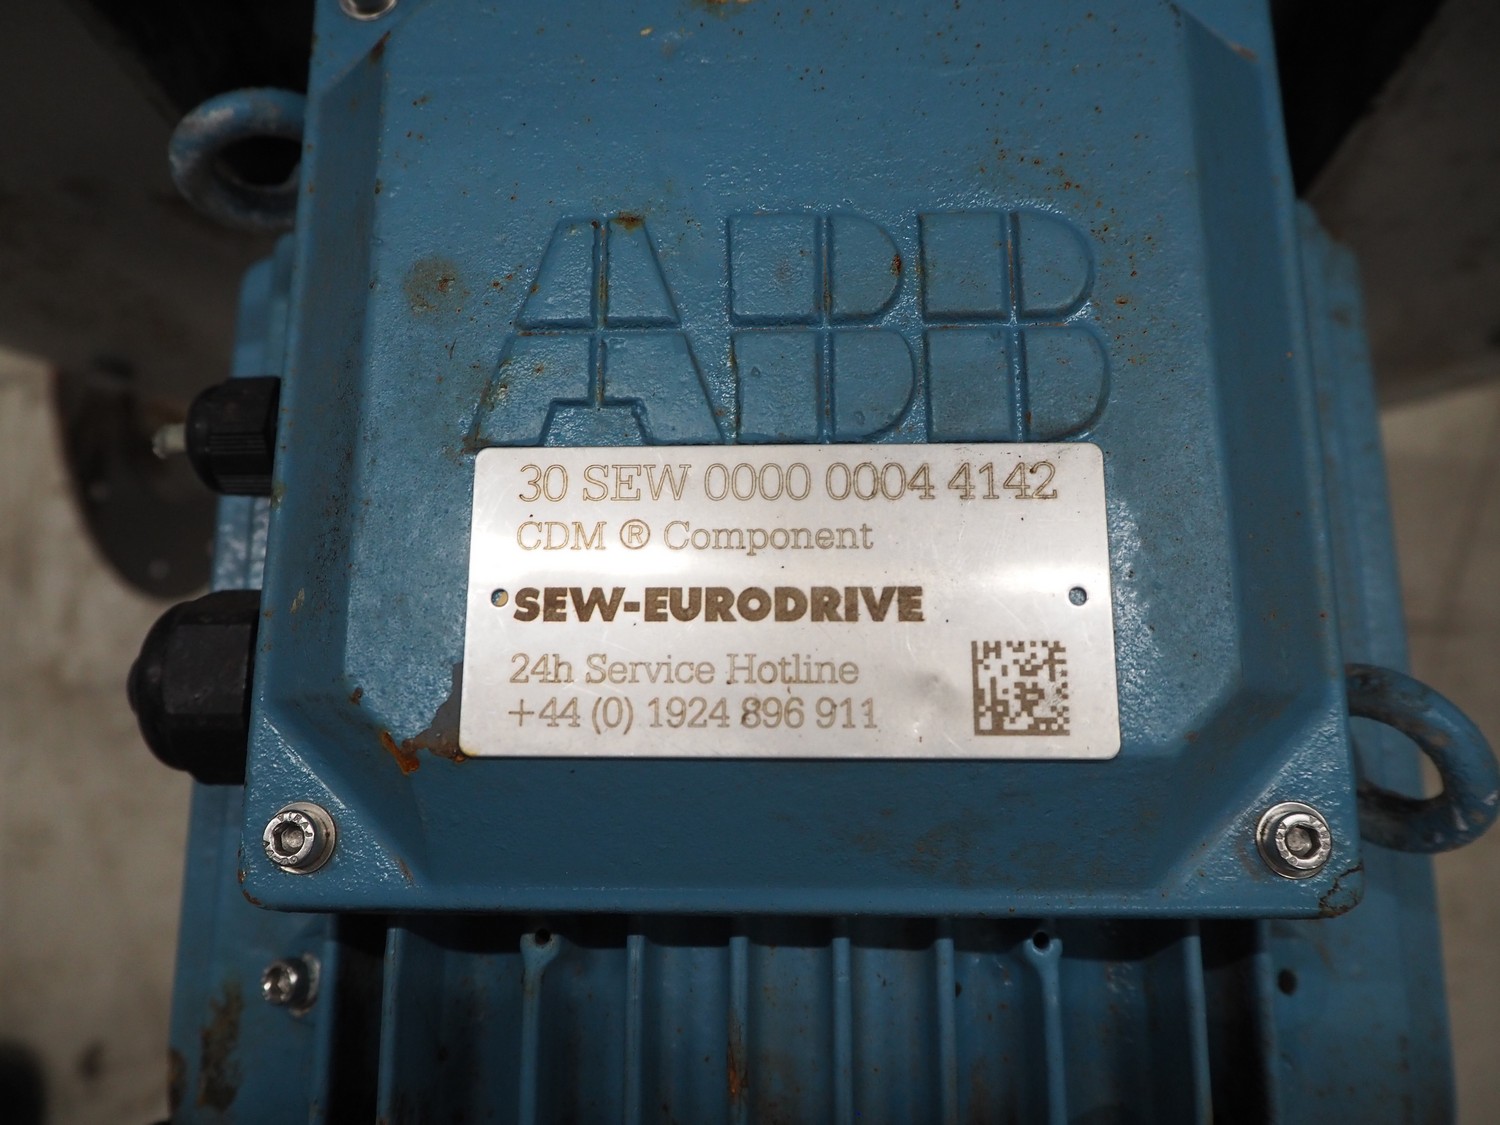 ABB
30 SEW 0000 0004 4142
CDM ® Component
SEW-EURODRIVE
24h Service Hotline
+44 (0) 1924 896 911